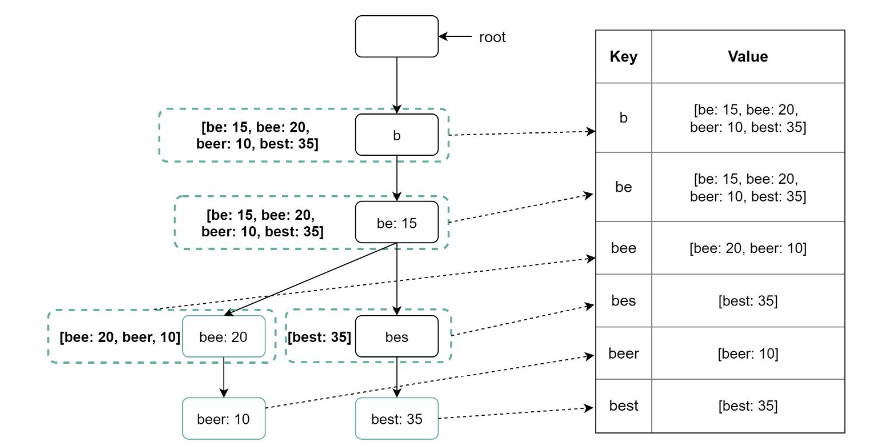 root
Key
Value
[be: 15, bee: 20,
beer: 10, best: 35]
b
b
[be: 15, bee: 20,
beer: 10, best: 35]
[be: 15, bee: 20,
beer: 10, best: 35]
be: 15
be
[be: 15, bee: 20,
beer: 10, best: 35]
bee
[bee: 20, beer: 10]
[bee: 20, beer, 10]
bee: 20
[best: 35]
bes
bes
[best: 35]
beer
[beer: 10]
beer: 10
best: 35
best
[best: 35]